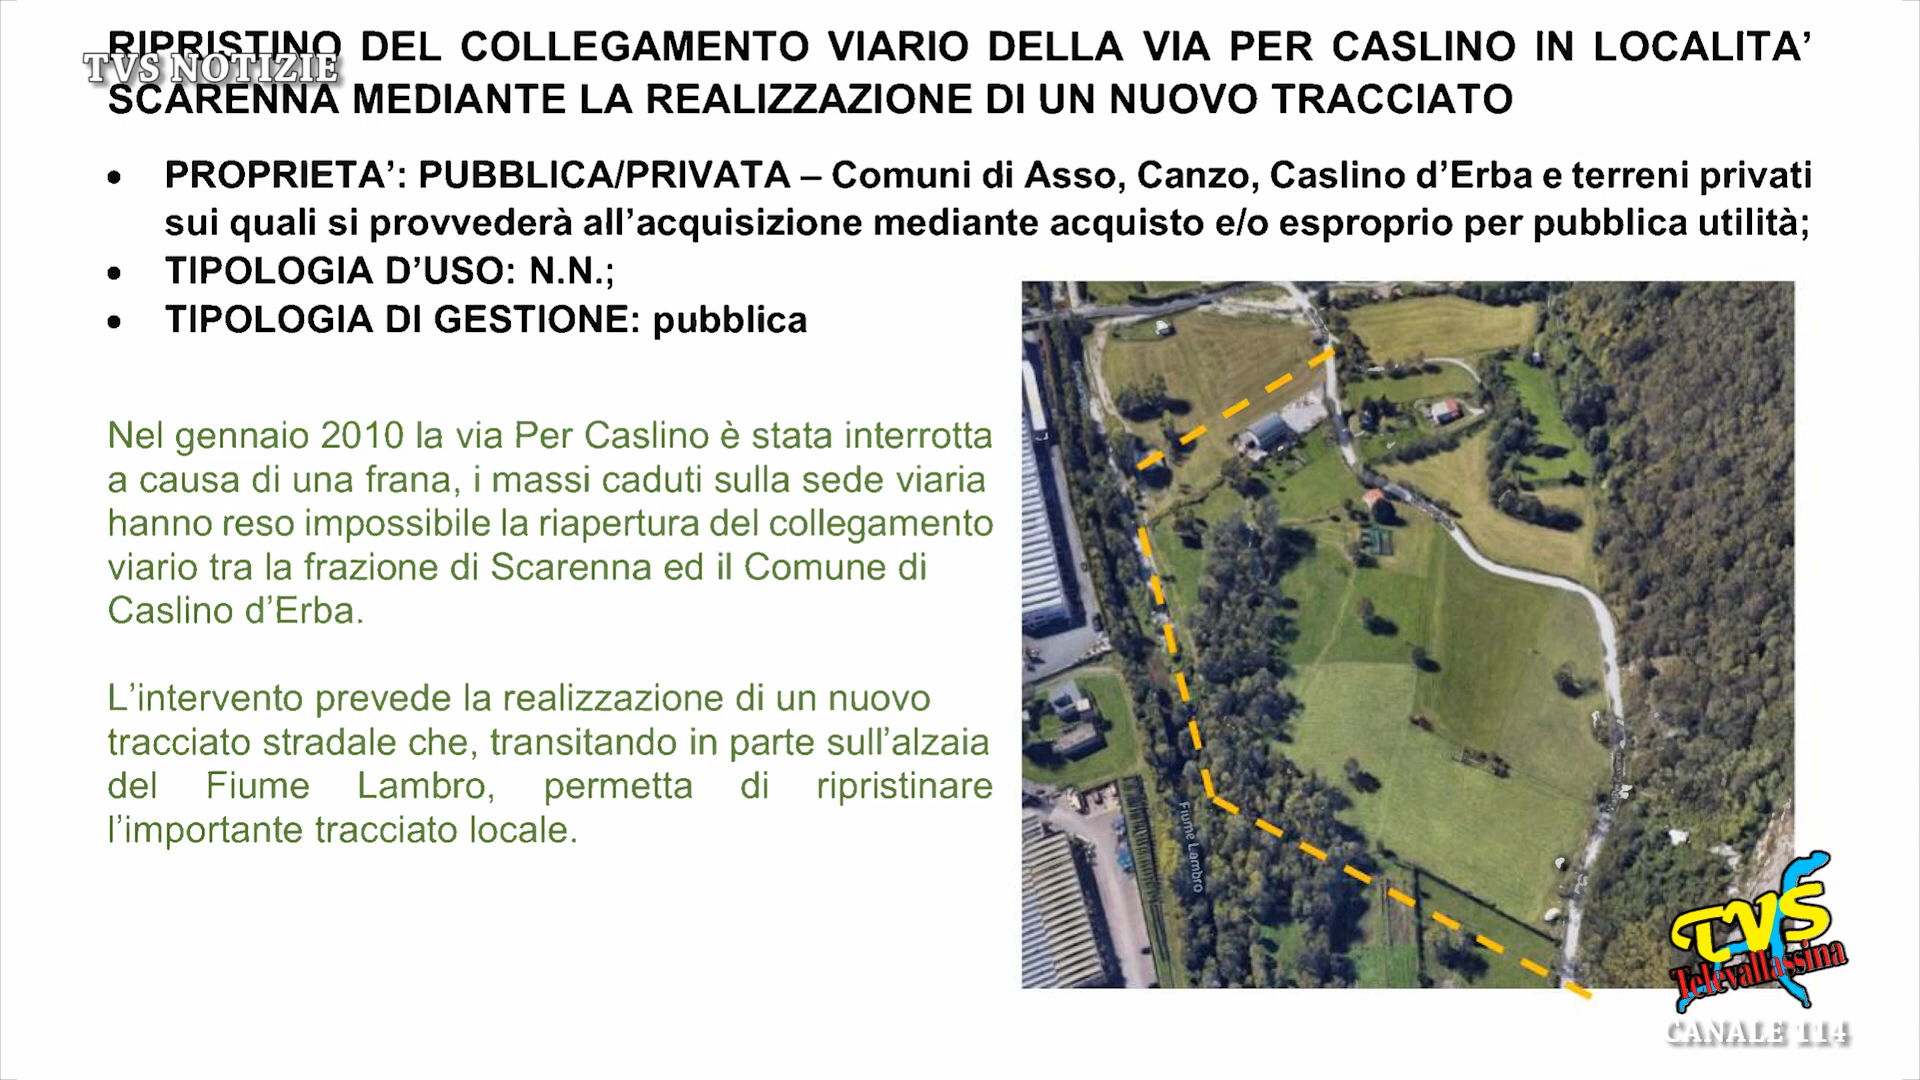 RIPRISTINO DEL COLLEGAMENTO VIARIO DELLA VIA PER CASLINO IN LOCALITA'
TVS NOTIZIE
SCARENNA MEDIANTE LA REALIZZAZIONE DI UN NUOVO TRACCIATO
• PROPRIETA': PUBBLICA/PRIVATA – Comuni di Asso, Canzo, Caslino d'Erba e terreni privati
sui quali si provvederà all'acquisizione mediante acquisto e/o esproprio per pubblica utilità;
• TIPOLOGIA D'USO: N.N.;
• TIPOLOGIA DI GESTIONE: pubblica
Nel gennaio 2010 la via Per Caslino è stata interrotta
a causa di una frana, i massi caduti sulla sede viaria
hanno reso impossibile la riapertura del collegamento
viario tra la frazione di Scarenna ed il Comune di
Caslino d'Erba.
L'intervento prevede la realizzazione di un nuovo
tracciato stradale che, transitando in parte sull'alzaia
del Fiume Lambro, permetta di ripristinare
l'importante tracciato locale.
Fiume Lambro
TVS
Televallassina
CANALE 114